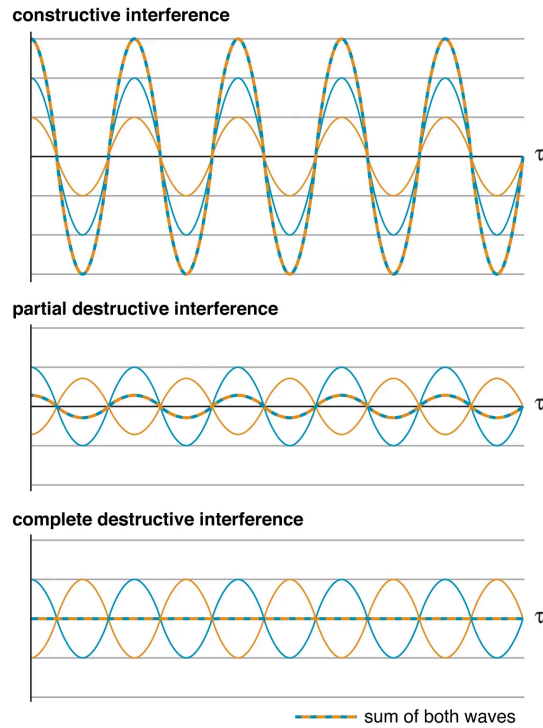 constructive interference
τ
partial destructive interference
τ
complete destructive interference
τ
sum of both waves